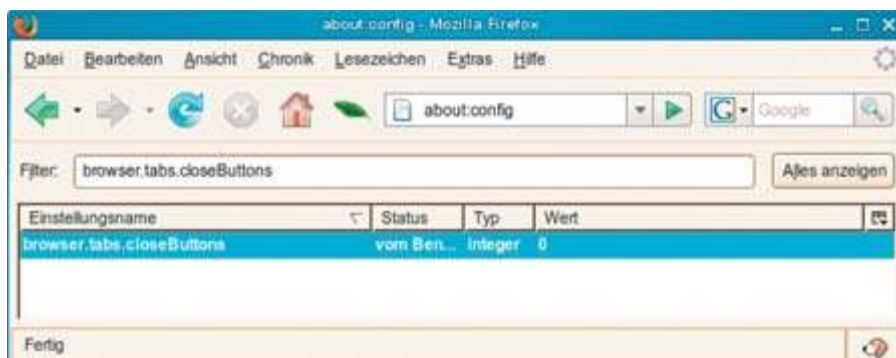 about:config - Mozilla Firefox
Datei Bearbeiten Ansicht Chronik Lesezeichen Extras Hilfe
about:config G Google
Filter: browser.tabs.closeButtons Alles anzeigen
Einstellungsname Status Typ Wert
browser.tabs.closeButtons vom Ben... integer 0
Fertig